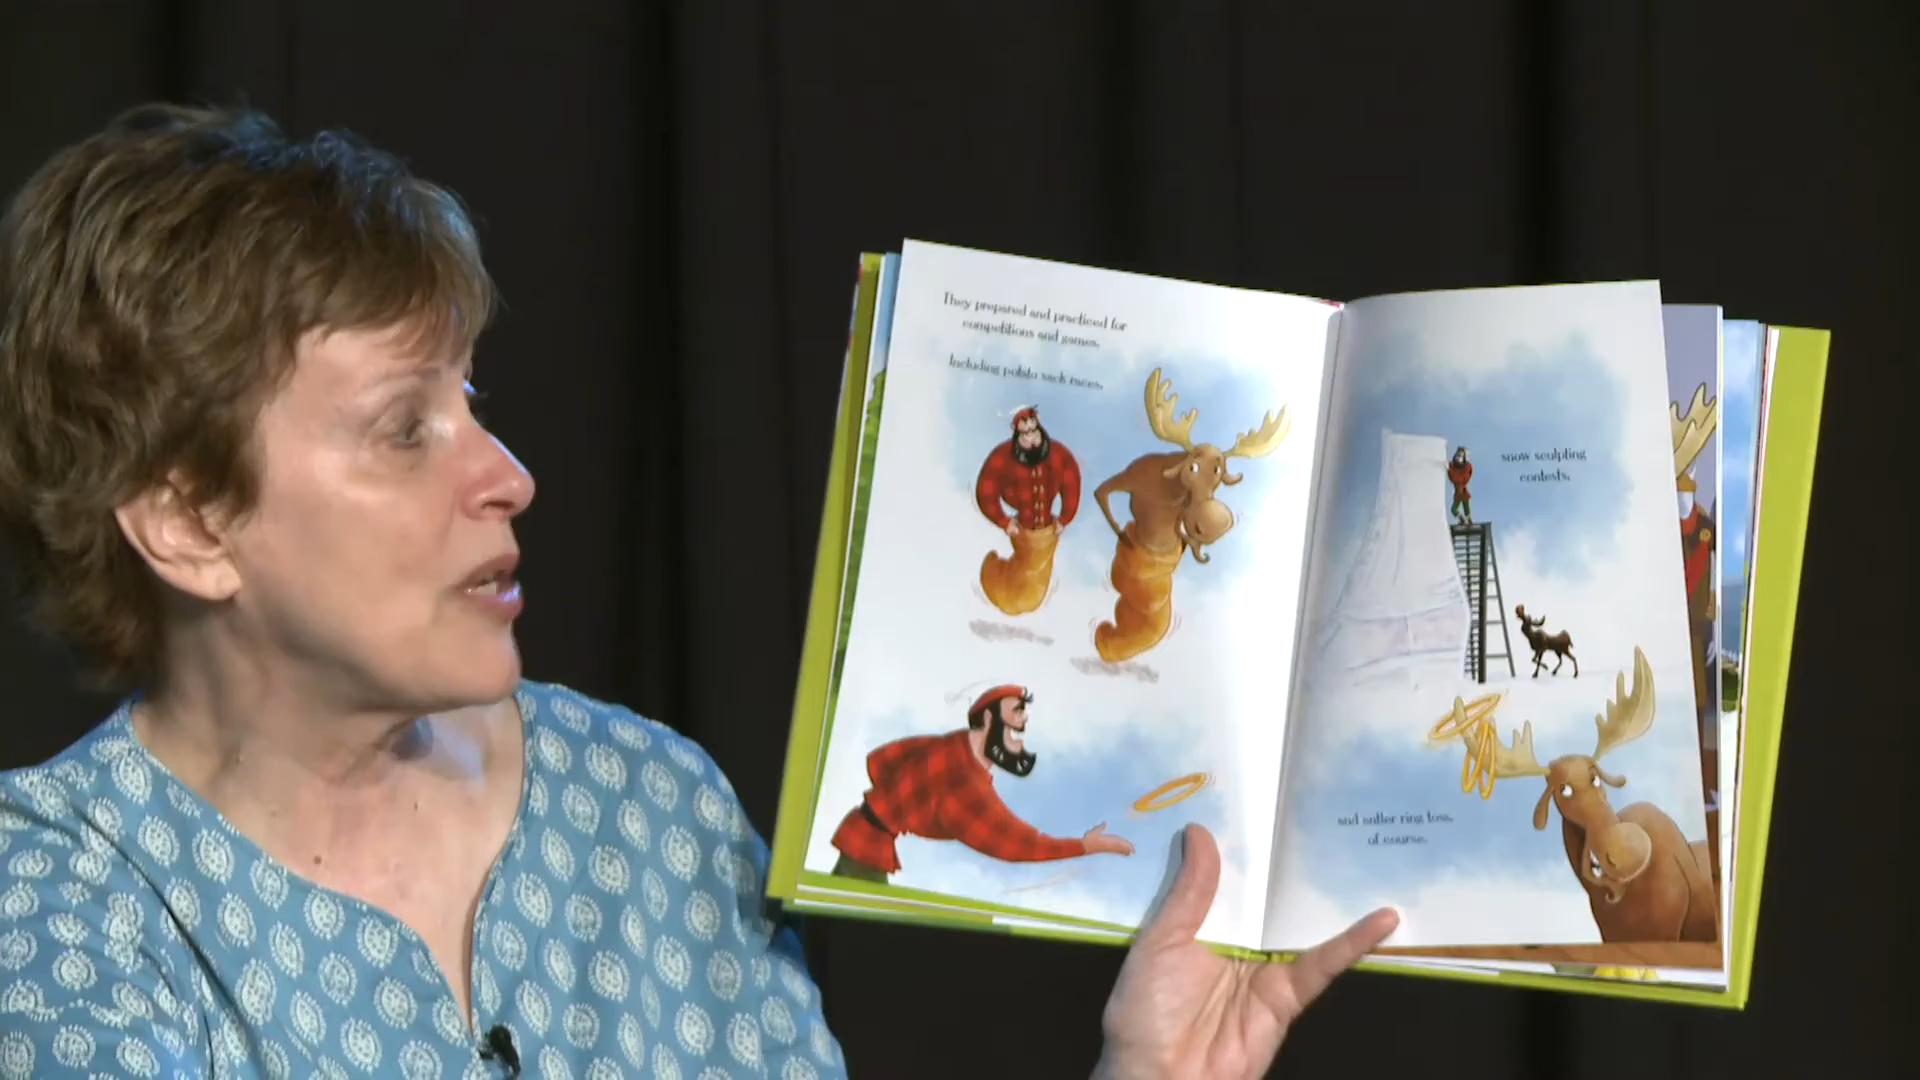 They prepared and practiced for
competitions and games.
Including potato sack races,
snow sculpting
contests,
and antler ring toss,
of course.